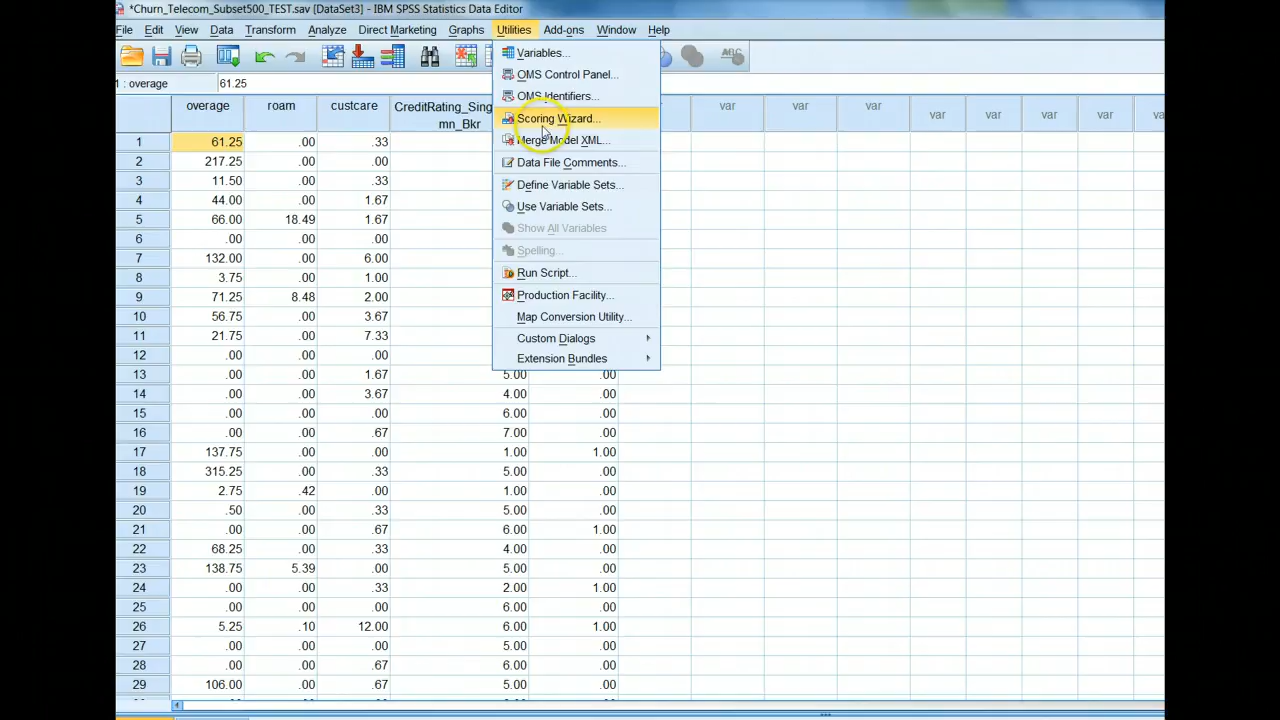 *Churn_Telecom_Subset500_TEST.sav [DataSet3] - IBM SPSS Statistics Data Editor
File Edit View Data Transform Analyze Direct Marketing Graphs Utilities Add-ons Window Help
ABC
1 : overage 61.25
overage roam custcare CreditRating_Sing var var var var var var var
mn_Bkr
1 61.25 .00 .33
2 217.25 .00 .00
3 11.50 .00 .33
4 44.00 .00 1.67
5 66.00 18.49 1.67
6 .00 .00 .00
7 132.00 .00 6.00
8 3.75 .00 1.00
9 71.25 8.48 2.00
10 56.75 .00 3.67
11 21.75 .00 7.33
12 .00 .00 .00
13 .00 .00 1.67 5.00 .00
14 .00 .00 3.67 4.00 .00
15 .00 .00 .00 6.00 .00
16 .00 .00 .67 7.00 .00
17 137.75 .00 .00 1.00 1.00
18 315.25 .00 .33 5.00 .00
19 2.75 .42 .00 1.00 .00
20 .50 .00 .00 5.00 .00
21 .00 .00 .67 6.00 1.00
22 68.25 .00 .33 4.00 .00
23 138.75 5.39 .00 5.00 .00
24 .00 .00 .33 2.00 1.00
25 .00 .00 .00 6.00 .00
26 5.25 .10 12.00 6.00 1.00
27 .00 .00 .00 5.00 .00
28 .00 .00 .67 6.00 .00
29 106.00 .00 .67 5.00 .00
Variables...
OMS Control Panel...
OMS Identifiers...
Scoring Wizard...
Merge Model XML...
Data File Comments...
Define Variable Sets...
Use Variable Sets...
Show All Variables
Spelling...
Run Script...
Production Facility...
Map Conversion Utility...
Custom Dialogs
Extension Bundles